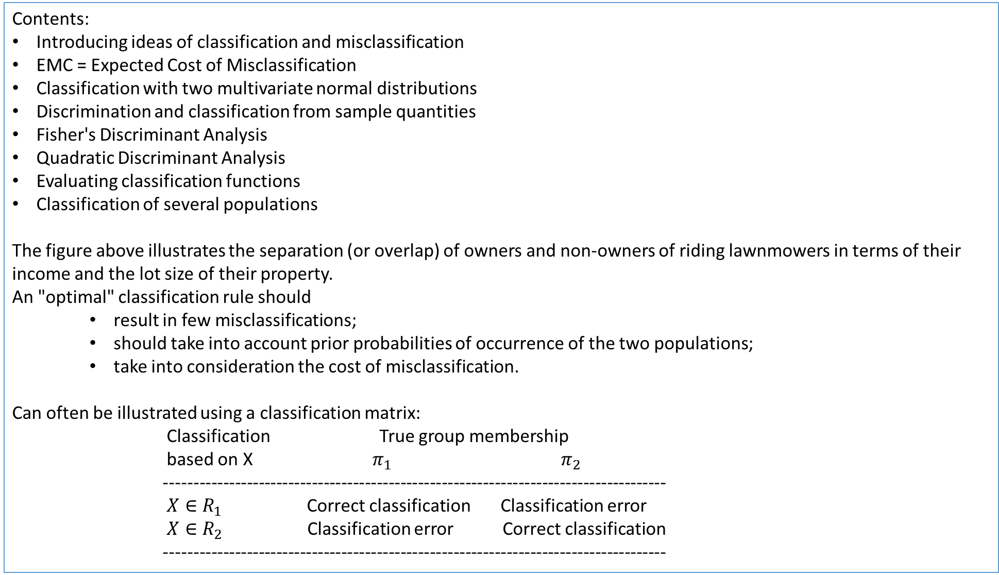 Contents:
• Introducing ideas of classification and misclassification
• EMC = Expected Cost of Misclassification
• Classification with two multivariate normal distributions
• Discrimination and classification from sample quantities
• Fisher's Discriminant Analysis
• Quadratic Discriminant Analysis
• Evaluating classification functions
• Classification of several populations
The figure above illustrates the separation (or overlap) of owners and non-owners of riding lawnmowers in terms of their
income and the lot size of their property.
An "optimal" classification rule should
• result in few misclassifications;
• should take into account prior probabilities of occurrence of the two populations;
• take into consideration the cost of misclassification.
Can often be illustrated using a classification matrix:
Classification True group membership
based on X π₁ π₂
--------------------------------------------------------------------------------
X ∈ R₁ Correct classification Classification error
X ∈ R₂ Classification error Correct classification
--------------------------------------------------------------------------------